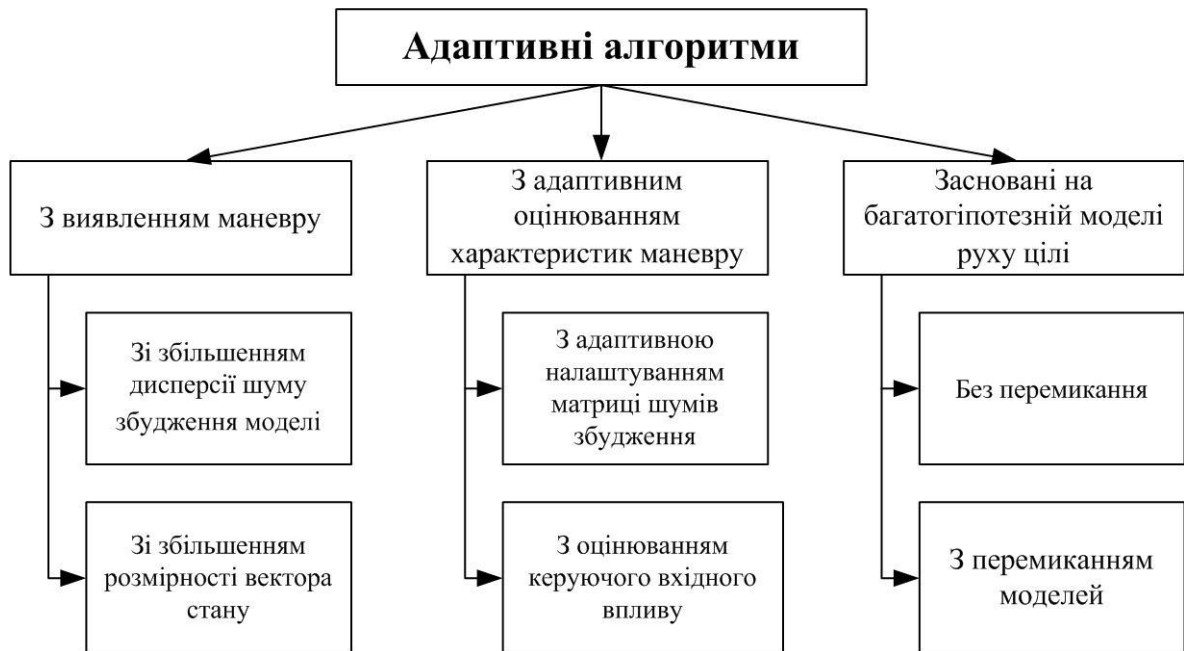 Адаптивні алгоритми
З виявленням маневру
З адаптивним
оцінюванням
характеристик маневру
Засновані на
багатогіпотезній моделі
руху цілі
Зі збільшенням
дисперсії шуму
збудження моделі
З адаптивною
налаштуванням
матриці шумів
збудження
Без перемикання
Зі збільшенням
розмірності вектора
стану
З оцінюванням
керуючого вхідного
впливу
З перемиканням
моделей